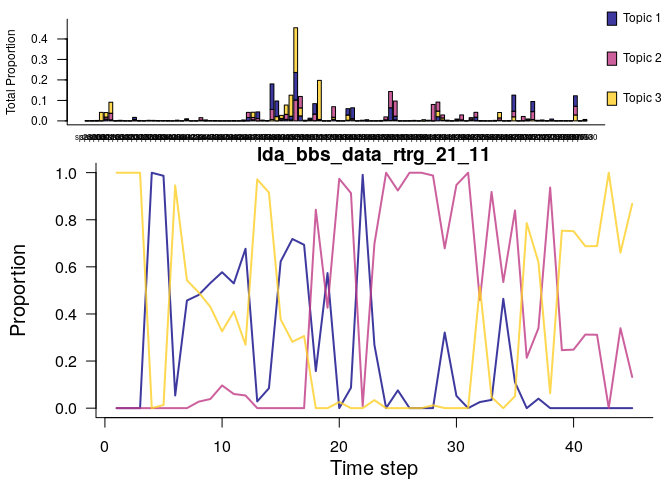 Topic 1
Topic 2
Topic 3
Total Proportion
0.4
0.3
0.2
0.1
0.0
lda_bbs_data_rtrg_21_11
Proportion
1.0
0.8
0.6
0.4
0.2
0.0
0 10 20 30 40
Time step